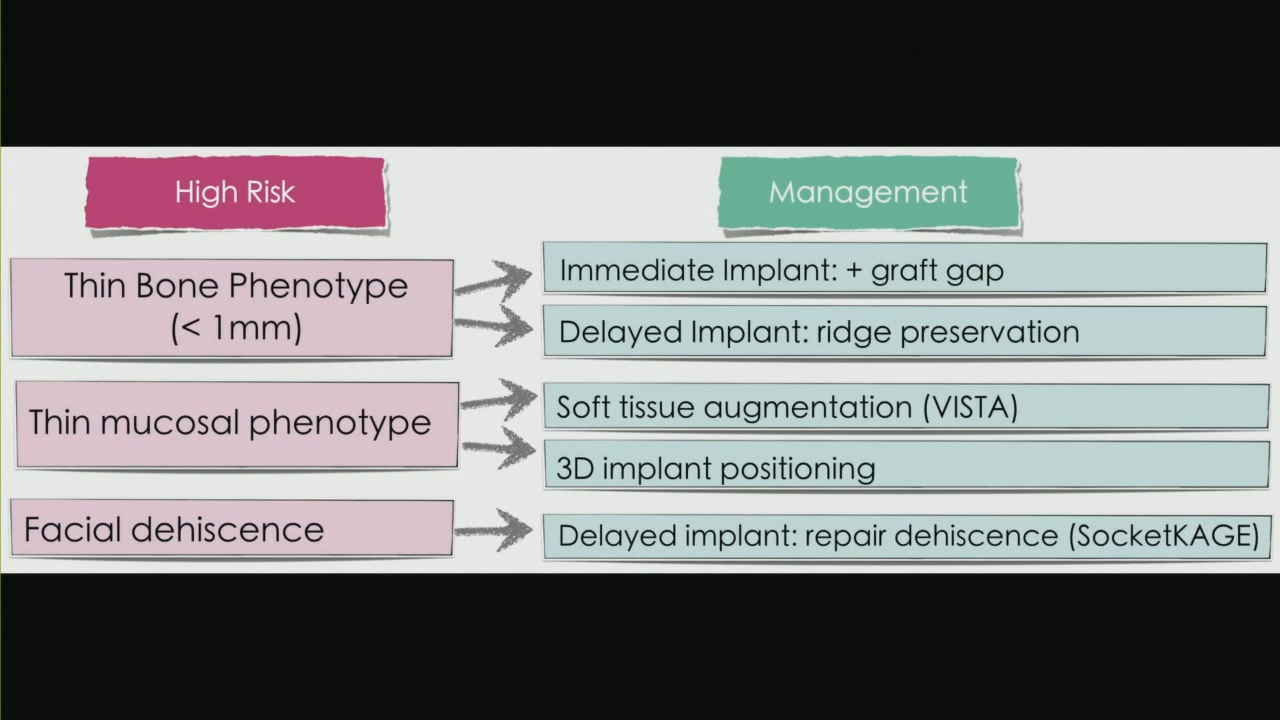 High Risk
Management
Thin Bone Phenotype
(< 1mm)
Immediate Implant: + graft gap
Delayed Implant: ridge preservation
Thin mucosal phenotype
Soft tissue augmentation (VISTA)
3D implant positioning
Facial dehiscence
Delayed implant: repair dehiscence (SocketKAGE)